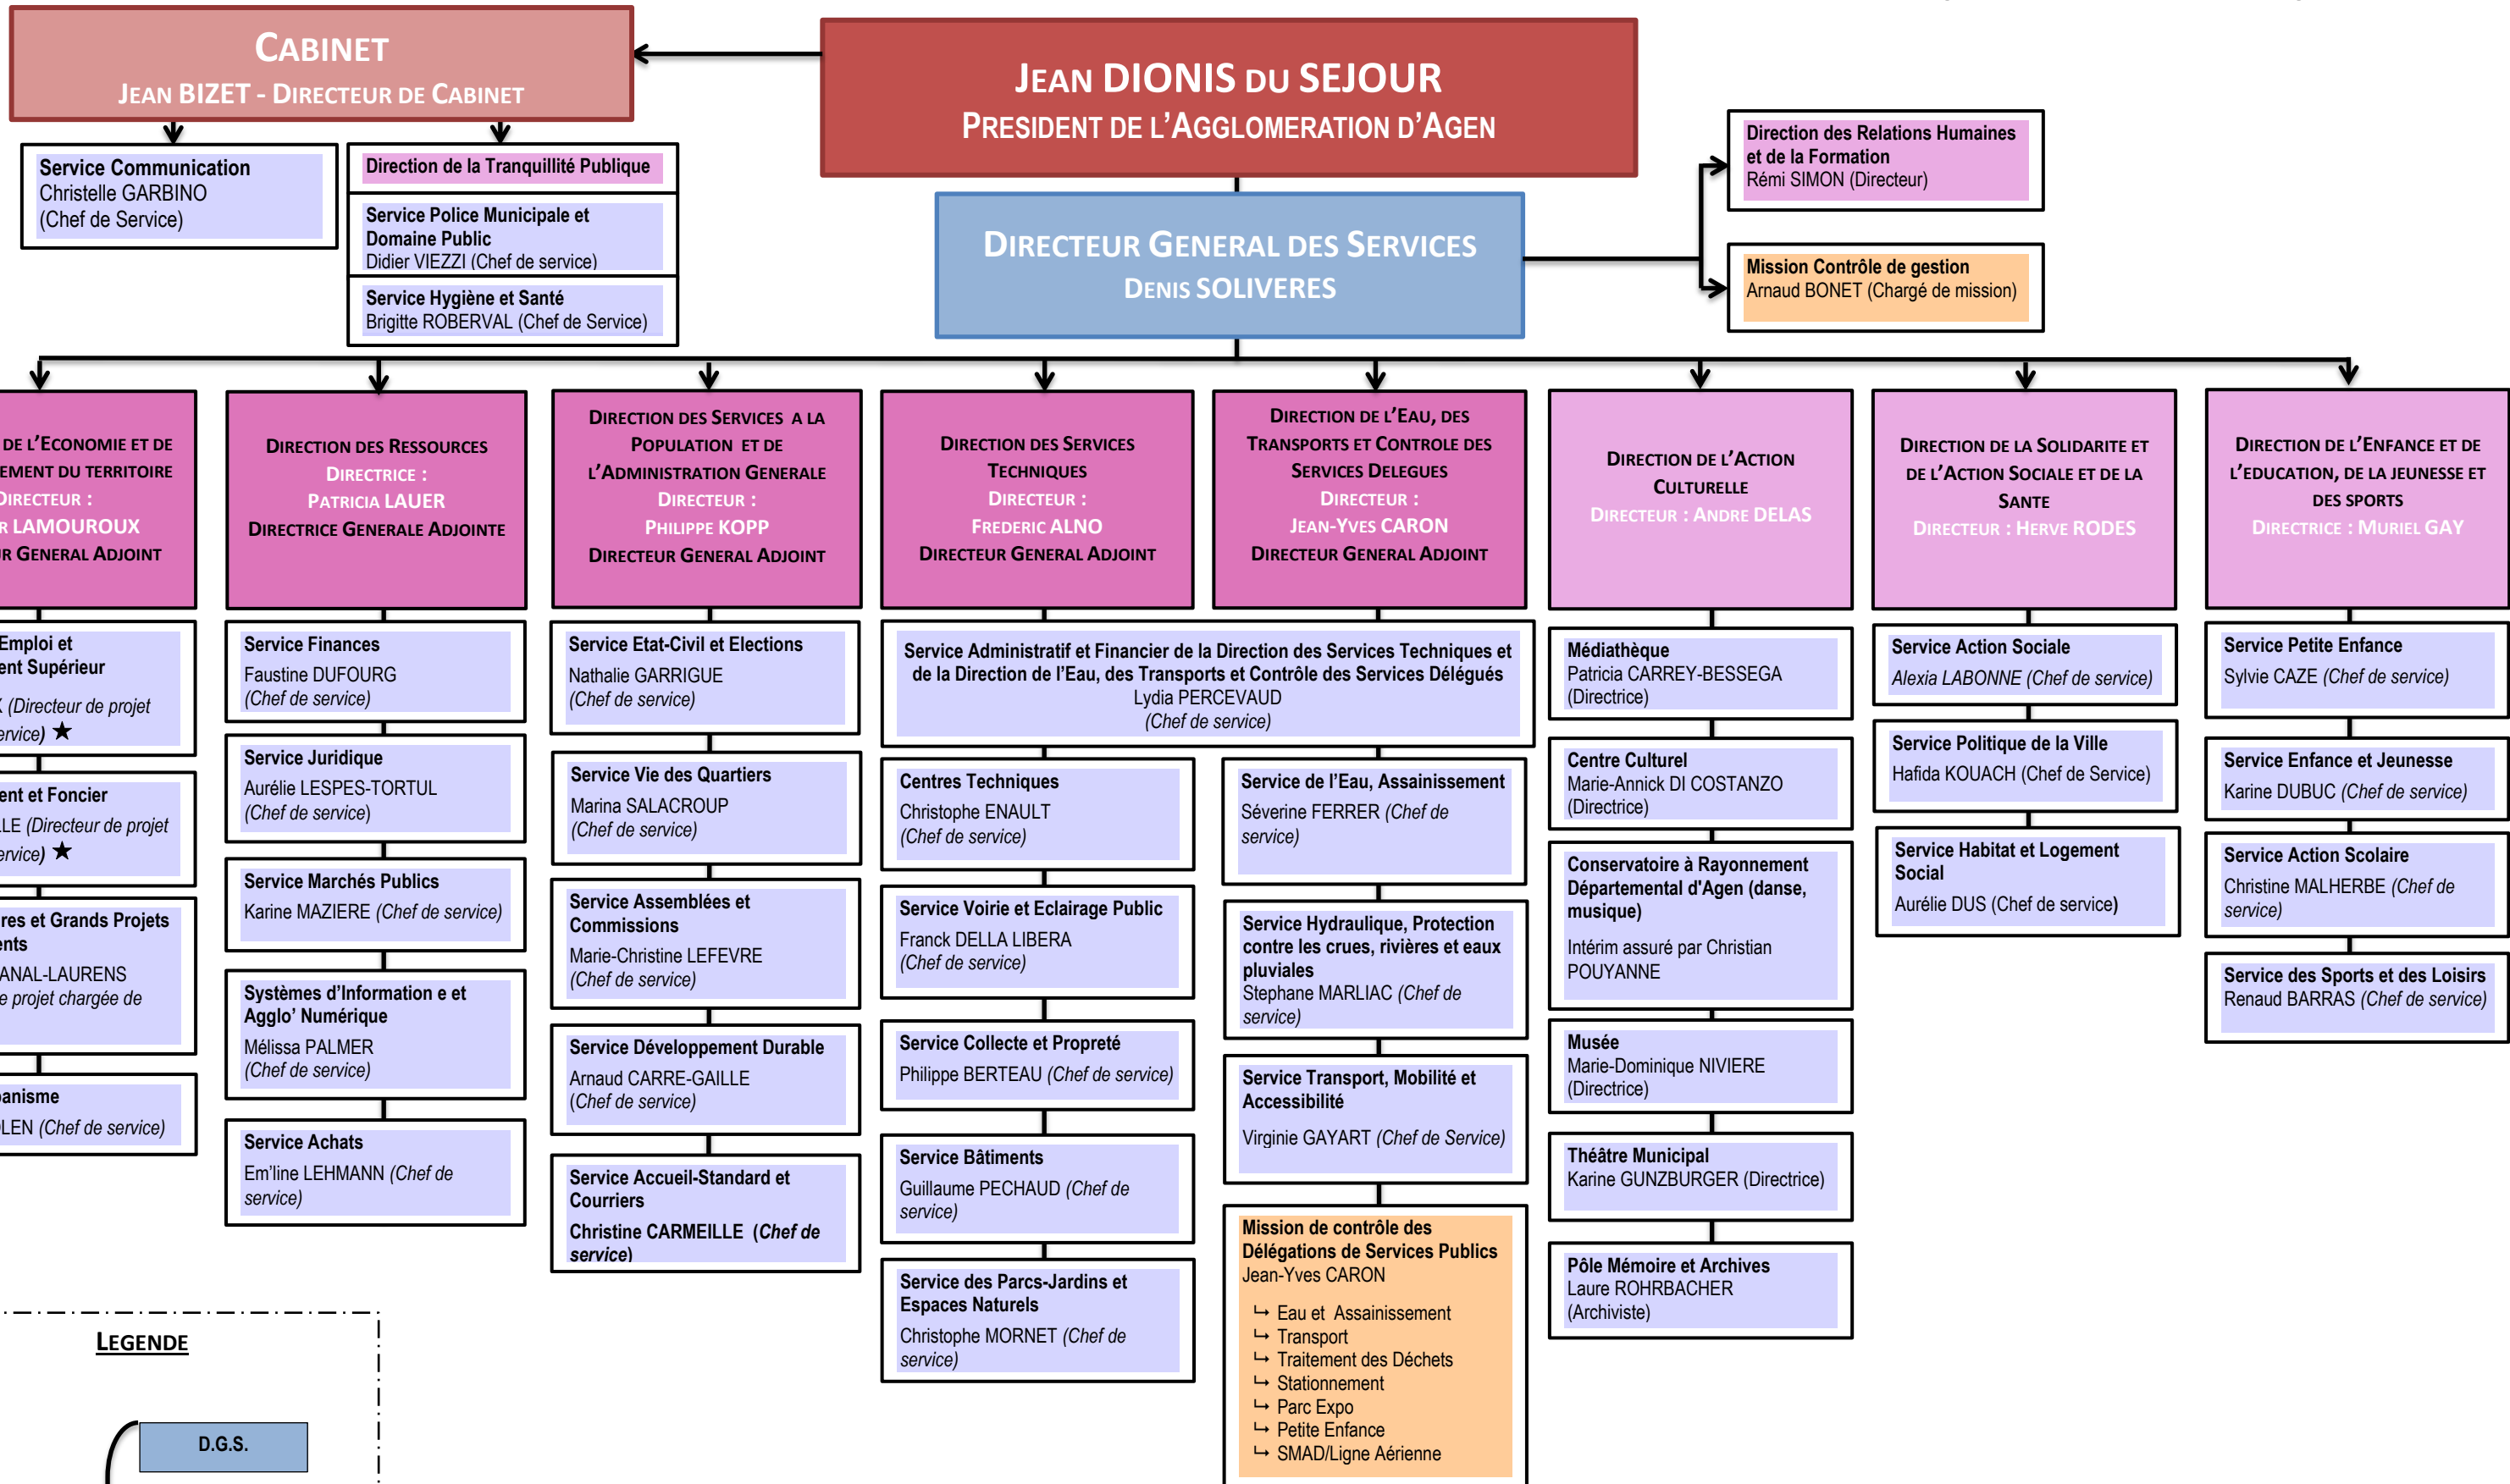 CABINET
JEAN BIZET - DIRECTEUR DE CABINET
JEAN DIONIS DU SEJOUR
PRESIDENT DE L'AGGLOMERATION D'AGEN
Service Communication
Christelle GARBINO
(Chef de Service)
Direction de la Tranquillité Publique
Service Police Municipale et
Domaine Public
Didier VIEZZI (Chef de service)
Service Hygiène et Santé
Brigitte ROBERVAL (Chef de Service)
DIRECTEUR GENERAL DES SERVICES
DENIS SOLIVERES
Direction des Relations Humaines
et de la Formation
Rémi SIMON (Directeur)
Mission Contrôle de gestion
Arnaud BONET (Chargé de mission)
DE L'ECONOMIE ET DE
EMENT DU TERRITOIRE
DIRECTEUR :
R LAMOUROUX
UR GENERAL ADJOINT
Emploi et
ent Supérieur
X (Directeur de projet
ervice) ★
ent et Foncier
LLE (Directeur de projet
ervice) ★
res et Grands Projets
ents
ANAL-LAURENS
e projet chargée de
banisme
OLEN (Chef de service)
DIRECTION DES RESSOURCES
DIRECTRICE :
PATRICIA LAUER
DIRECTRICE GENERALE ADJOINTE
Service Finances
Faustine DUFOURG
(Chef de service)
Service Juridique
Aurélie LESPES-TORTUL
(Chef de service)
Service Marchés Publics
Karine MAZIERE (Chef de service)
Systèmes d'Information e et
Agglo' Numérique
Mélissa PALMER
(Chef de service)
Service Achats
Em'line LEHMANN (Chef de
service)
DIRECTION DES SERVICES A LA
POPULATION ET DE
L'ADMINISTRATION GENERALE
DIRECTEUR :
PHILIPPE KOPP
DIRECTEUR GENERAL ADJOINT
Service Etat-Civil et Elections
Nathalie GARRIGUE
(Chef de service)
Service Vie des Quartiers
Marina SALACROUP
(Chef de service)
Service Assemblées et
Commissions
Marie-Christine LEFEVRE
(Chef de service)
Service Développement Durable
Arnaud CARRE-GAILLE
(Chef de service)
Service Accueil-Standard et
Courriers
Christine CARMEILLE (Chef de
service)
DIRECTION DES SERVICES
TECHNIQUES
DIRECTEUR :
FREDERIC ALNO
DIRECTEUR GENERAL ADJOINT
DIRECTION DE L'EAU, DES
TRANSPORTS ET CONTROLE DES
SERVICES DELEGUES
DIRECTEUR :
JEAN-YVES CARON
DIRECTEUR GENERAL ADJOINT
Service Administratif et Financier de la Direction des Services Techniques et
de la Direction de l'Eau, des Transports et Contrôle des Services Délégués
Lydia PERCEVAUD
(Chef de service)
Centres Techniques
Christophe ENAULT
(Chef de service)
Service Voirie et Eclairage Public
Franck DELLA LIBERA
(Chef de service)
Service Collecte et Propreté
Philippe BERTEAU (Chef de service)
Service Bâtiments
Guillaume PECHAUD (Chef de
service)
Service des Parcs-Jardins et
Espaces Naturels
Christophe MORNET (Chef de
service)
Service de l'Eau, Assainissement
Séverine FERRER (Chef de
service)
Service Hydraulique, Protection
contre les crues, rivières et eaux
pluviales
Stephane MARLIAC (Chef de
service)
Service Transport, Mobilité et
Accessibilité
Virginie GAYART (Chef de Service)
Mission de contrôle des
Délégations de Services Publics
Jean-Yves CARON
↳ Eau et Assainissement
↳ Transport
↳ Traitement des Déchets
↳ Stationnement
↳ Parc Expo
↳ Petite Enfance
↳ SMAD/Ligne Aérienne
DIRECTION DE L'ACTION
CULTURELLE
DIRECTEUR : ANDRE DELAS
Médiathèque
Patricia CARREY-BESSEGA
(Directrice)
Centre Culturel
Marie-Annick DI COSTANZO
(Directrice)
Conservatoire à Rayonnement
Départemental d'Agen (danse,
musique)
Intérim assuré par Christian
POUYANNE
Musée
Marie-Dominique NIVIERE
(Directrice)
Théâtre Municipal
Karine GUNZBURGER (Directrice)
Pôle Mémoire et Archives
Laure ROHRBACHER
(Archiviste)
DIRECTION DE LA SOLIDARITE ET
DE L'ACTION SOCIALE ET DE LA
SANTE
DIRECTEUR : HERVE RODES
Service Action Sociale
Alexia LABONNE (Chef de service)
Service Politique de la Ville
Hafida KOUACH (Chef de Service)
Service Habitat et Logement
Social
Aurélie DUS (Chef de service)
DIRECTION DE L'ENFANCE ET DE
L'EDUCATION, DE LA JEUNESSE ET
DES SPORTS
DIRECTRICE : MURIEL GAY
Service Petite Enfance
Sylvie CAZE (Chef de service)
Service Enfance et Jeunesse
Karine DUBUC (Chef de service)
Service Action Scolaire
Christine MALHERBE (Chef de
service)
Service des Sports et des Loisirs
Renaud BARRAS (Chef de service)
LEGENDE
D.G.S.